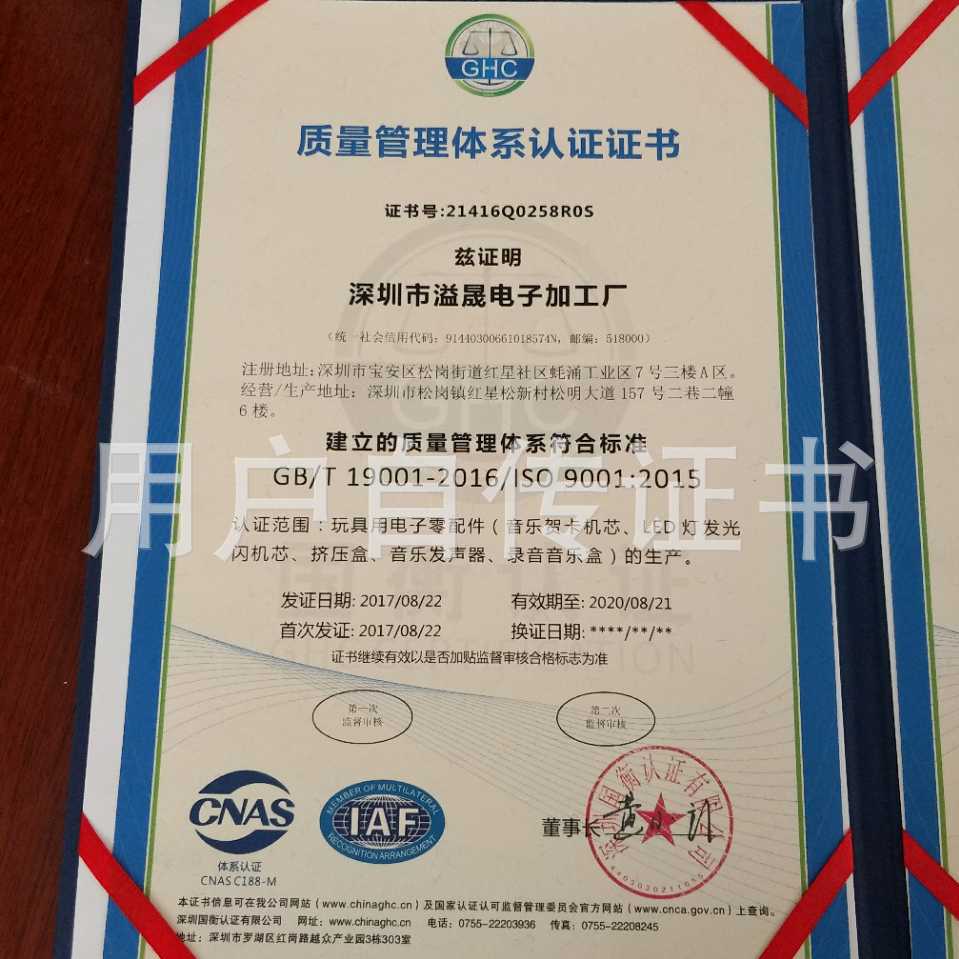 GHC
质量管理体系认证证书
证书号:21416Q0258R0S
兹证明
深圳市溢晟电子加工厂
(统一社会信用代码: 91440300661018574N, 邮编: 518000)
注册地址: 深圳市宝安区松岗街道红星社区蚝涌工业区7号三楼A区。
经营/生产地址: 深圳市松岗镇红星松新村松明大道 157 号二巷二幢
6 楼。
建立的质量管理体系符合标准
GB/T 19001-2016/ISO 9001:2015
用户自传证书
认证范围:玩具用电子零配件(音乐贺卡机芯、LED 灯发光
闪机芯、挤压盒、音乐发声器、录音音乐盒)的生产。
发证日期: 2017/08/22 有效期至: 2020/08/21
首次发证: 2017/08/22 换证日期: ****/**/**
证书继续有效以是否加贴监督审核合格标志为准
第一次
监督审核
第二次
监督审核
CNAS
体系认证
CNAS C188-M
MEMBER OF MULTILATERAL
IAF
RECOGNITION ARRANGEMENT
董事长
深圳国衡认证有限公司
本证书信息可在我公司网站(www.chinaghc.cn)及国家认证认可监督管理委员会官方网站(www.cnca.gov.cn)上查询。
深圳国衡认证有限公司 网址: www.chinaghc.cn 电话: 0755-22203936 传真: 0755-22208245
地址: 深圳市罗湖区红岗路越众产业园3栋303室